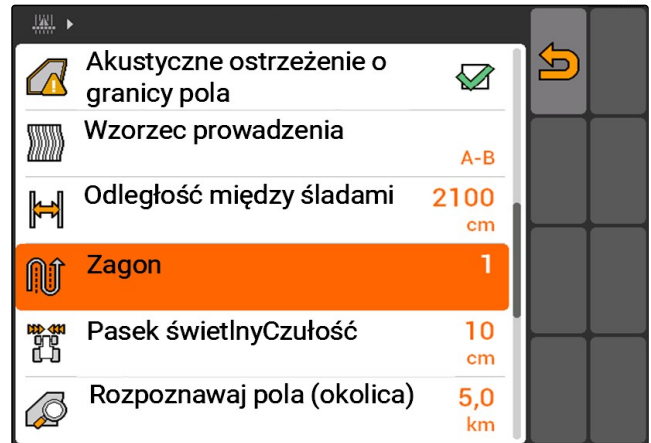 Akustyczne ostrzeżenie o
granicy pola
Wzorzec prowadzenia
A-B
Odległość między śladami 2100
cm
Zagon 1
Pasek świetlnyCzułość 10
cm
Rozpoznawaj pola (okolica) 5,0
km